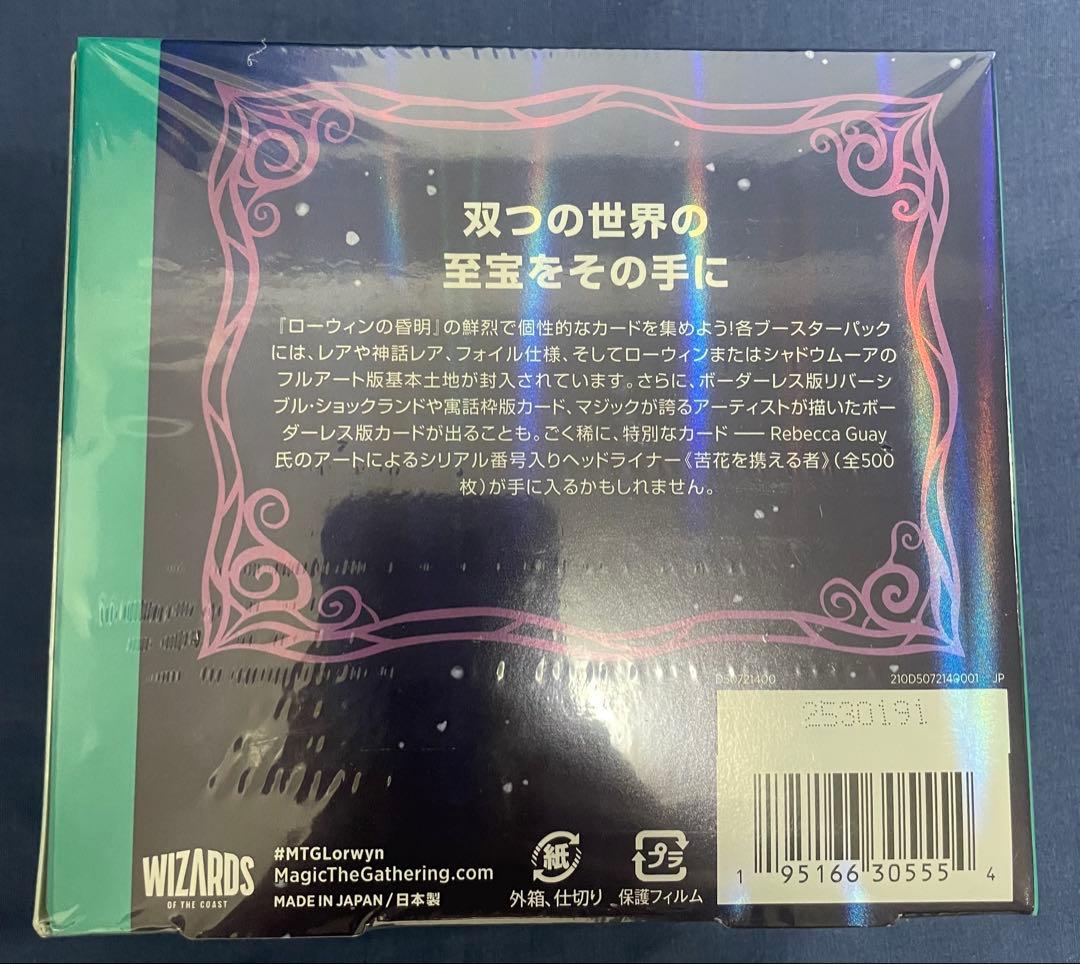 双つの世界の
至宝をその手に
『ローウィンの昏明』の鮮烈で個性的なカードを集めよう!各ブースターパック
には、レアや神話レア、フォイル仕様、そしてローウィンまたはシャドウムーアの
フルアート版基本土地が封入されています。さらに、ボーダーレス版リバーシ
ブル・ショックランドや寓話枠版カード、マジックが誇るアーティストが描いたボー
ダーレス版カードが出ることも。ごく稀に、特別なカード ── Rebecca Guay
氏のアートによるシリアル番号入りヘッドライナー《苦花を携える者》(全500
枚)が手に入るかもしれません。
D50721400
210D50721490001 JP
2530191
1 95166 30555 4
WIZARDS
OF THE COAST
#MTGLorwyn
MagicTheGathering.com
MADE IN JAPAN / 日本製
紙
外箱、仕切り
プラ
保護フィルム